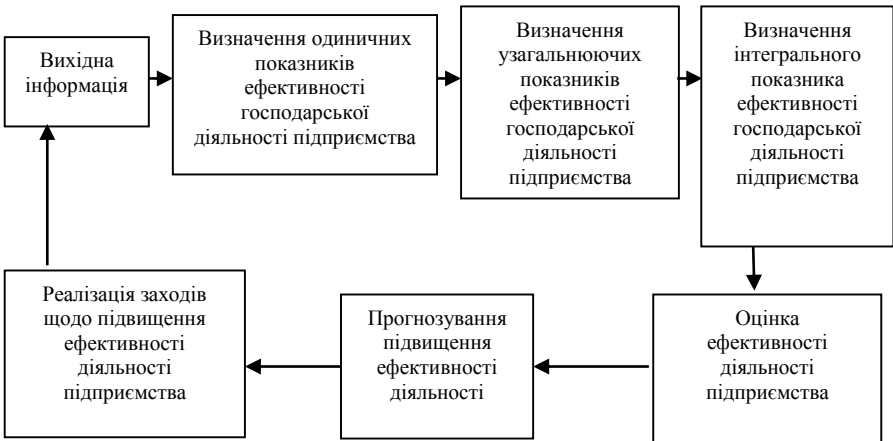 Вихідна
інформація
Визначення одиничних
показників
ефективності
господарської
діяльності підприємства
Визначення
узагальнюючих
показників
ефективності
господарської
діяльності
підприємства
Визначення
інтегрального
показника
ефективності
господарської
діяльності
підприємства
Оцінка
ефективності
діяльності
підприємства
Прогнозування
підвищення
ефективності
діяльності
Реалізація заходів
щодо підвищення
ефективності
діяльності
підприємства